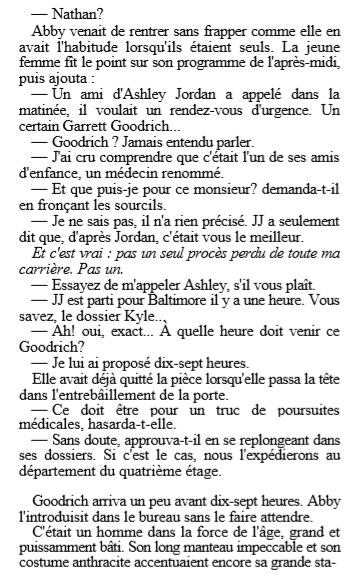 — Nathan?
Abby venait de rentrer sans frapper comme elle en
avait l'habitude lorsqu'ils étaient seuls. La jeune
femme fît le point sur son programme de l'après-midi,
puis ajouta :
— Un ami d'Ashley Jordan a appelé dans la
matinée, il voulait un rendez-vous d'urgence. Un
certain Garrett Goodrich...
— Goodrich ? Jamais entendu parler.
— J'ai cru comprendre que c'était l'un de ses amis
d'enfance, un médecin renommé.
— Et que puis-je pour ce monsieur? demanda-t-il
en fronçant les sourcils.
— Je ne sais pas, il n'a rien précisé. JJ a seulement
dit que, d'après Jordan, c'était vous le meilleur.
Et c'est vrai : pas un seul procès perdu de toute ma
carrière. Pas un.
— Essayez de m'appeler Ashley, s'il vous plaît.
— JJ est parti pour Baltimore il y a une heure. Vous
savez, le dossier Kyle...
— Ah! oui, exact... À quelle heure doit venir ce
Goodrich?
— Je lui ai proposé dix-sept heures.
Elle avait déjà quitté la pièce lorsqu'elle passa la tête
dans l'entrebâillement de la porte.
— Ce doit être pour un truc de poursuites
médicales, hasarda-t-elle.
— Sans doute, approuva-t-il en se replongeant dans
ses dossiers. Si c'est le cas, nous l'expédierons au
département du quatrième étage.
Goodrich arriva un peu avant dix-sept heures. Abby
l'introduisit dans le bureau sans le faire attendre.
C'était un homme dans la force de l'âge, grand et
puissamment bâti. Son long manteau impeccable et son
costume anthracite accentuaient encore sa grande sta-